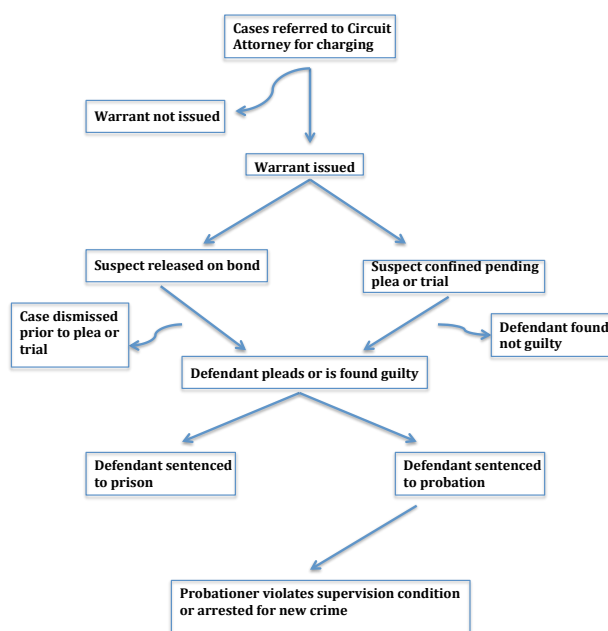 Cases referred to Circuit
Attorney for charging
Warrant not issued
Warrant issued
Suspect released on bond
Suspect confined pending
plea or trial
Case dismissed
prior to plea or
trial
Defendant found
not guilty
Defendant pleads or is found guilty
Defendant sentenced
to prison
Defendant sentenced
to probation
Probationer violates supervision condition
or arrested for new crime